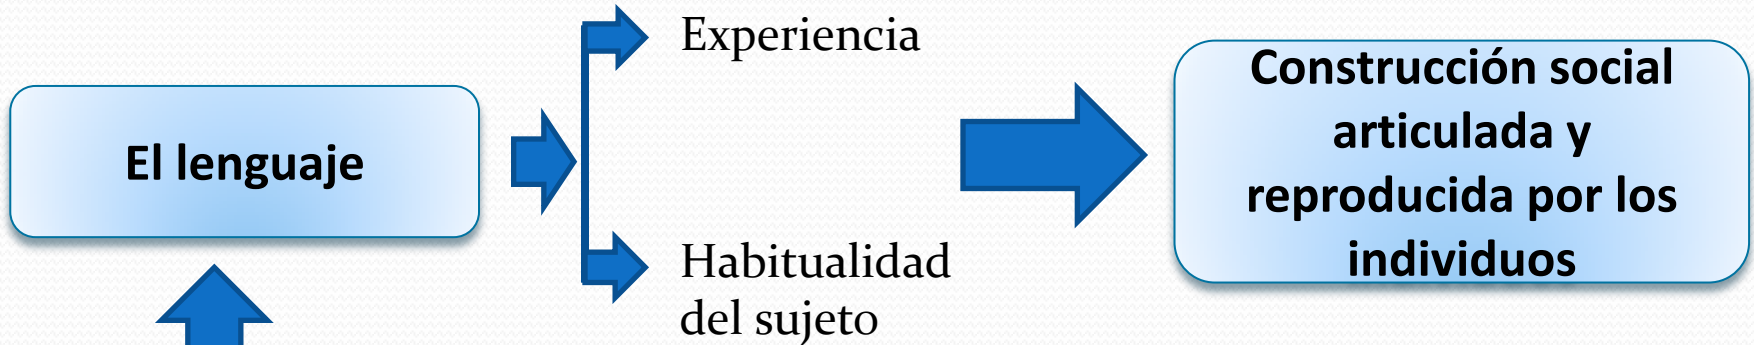 Experiencia
El lenguaje
Habitualidad
del sujeto
Construcción social
articulada y
reproducida por los
individuos